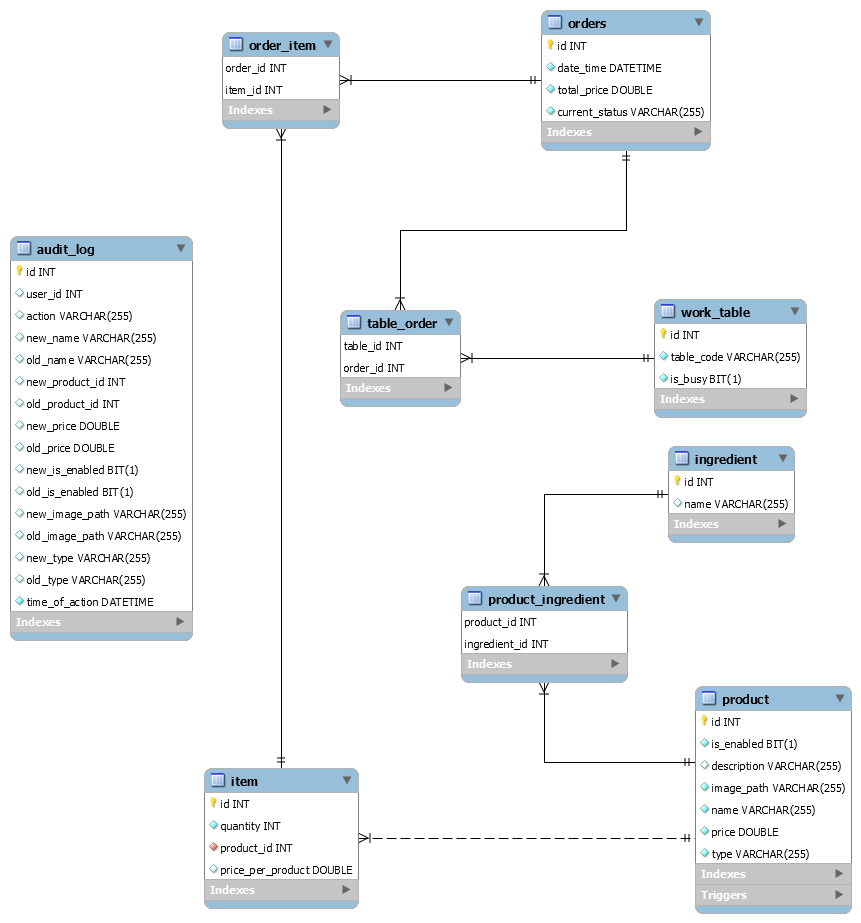 orders
id INT
date_time DATETIME
total_price DOUBLE
current_status VARCHAR(255)
Indexes
order_item
order_id INT
item_id INT
Indexes
audit_log
id INT
user_id INT
action VARCHAR(255)
new_name VARCHAR(255)
old_name VARCHAR(255)
new_product_id INT
old_product_id INT
new_price DOUBLE
old_price DOUBLE
new_is_enabled BIT(1)
old_is_enabled BIT(1)
new_image_path VARCHAR(255)
old_image_path VARCHAR(255)
new_type VARCHAR(255)
old_type VARCHAR(255)
time_of_action DATETIME
Indexes
table_order
table_id INT
order_id INT
Indexes
work_table
id INT
table_code VARCHAR(255)
is_busy BIT(1)
Indexes
ingredient
id INT
name VARCHAR(255)
Indexes
product_ingredient
product_id INT
ingredient_id INT
Indexes
product
id INT
is_enabled BIT(1)
description VARCHAR(255)
image_path VARCHAR(255)
name VARCHAR(255)
price DOUBLE
type VARCHAR(255)
Indexes
Triggers
item
id INT
quantity INT
product_id INT
price_per_product DOUBLE
Indexes